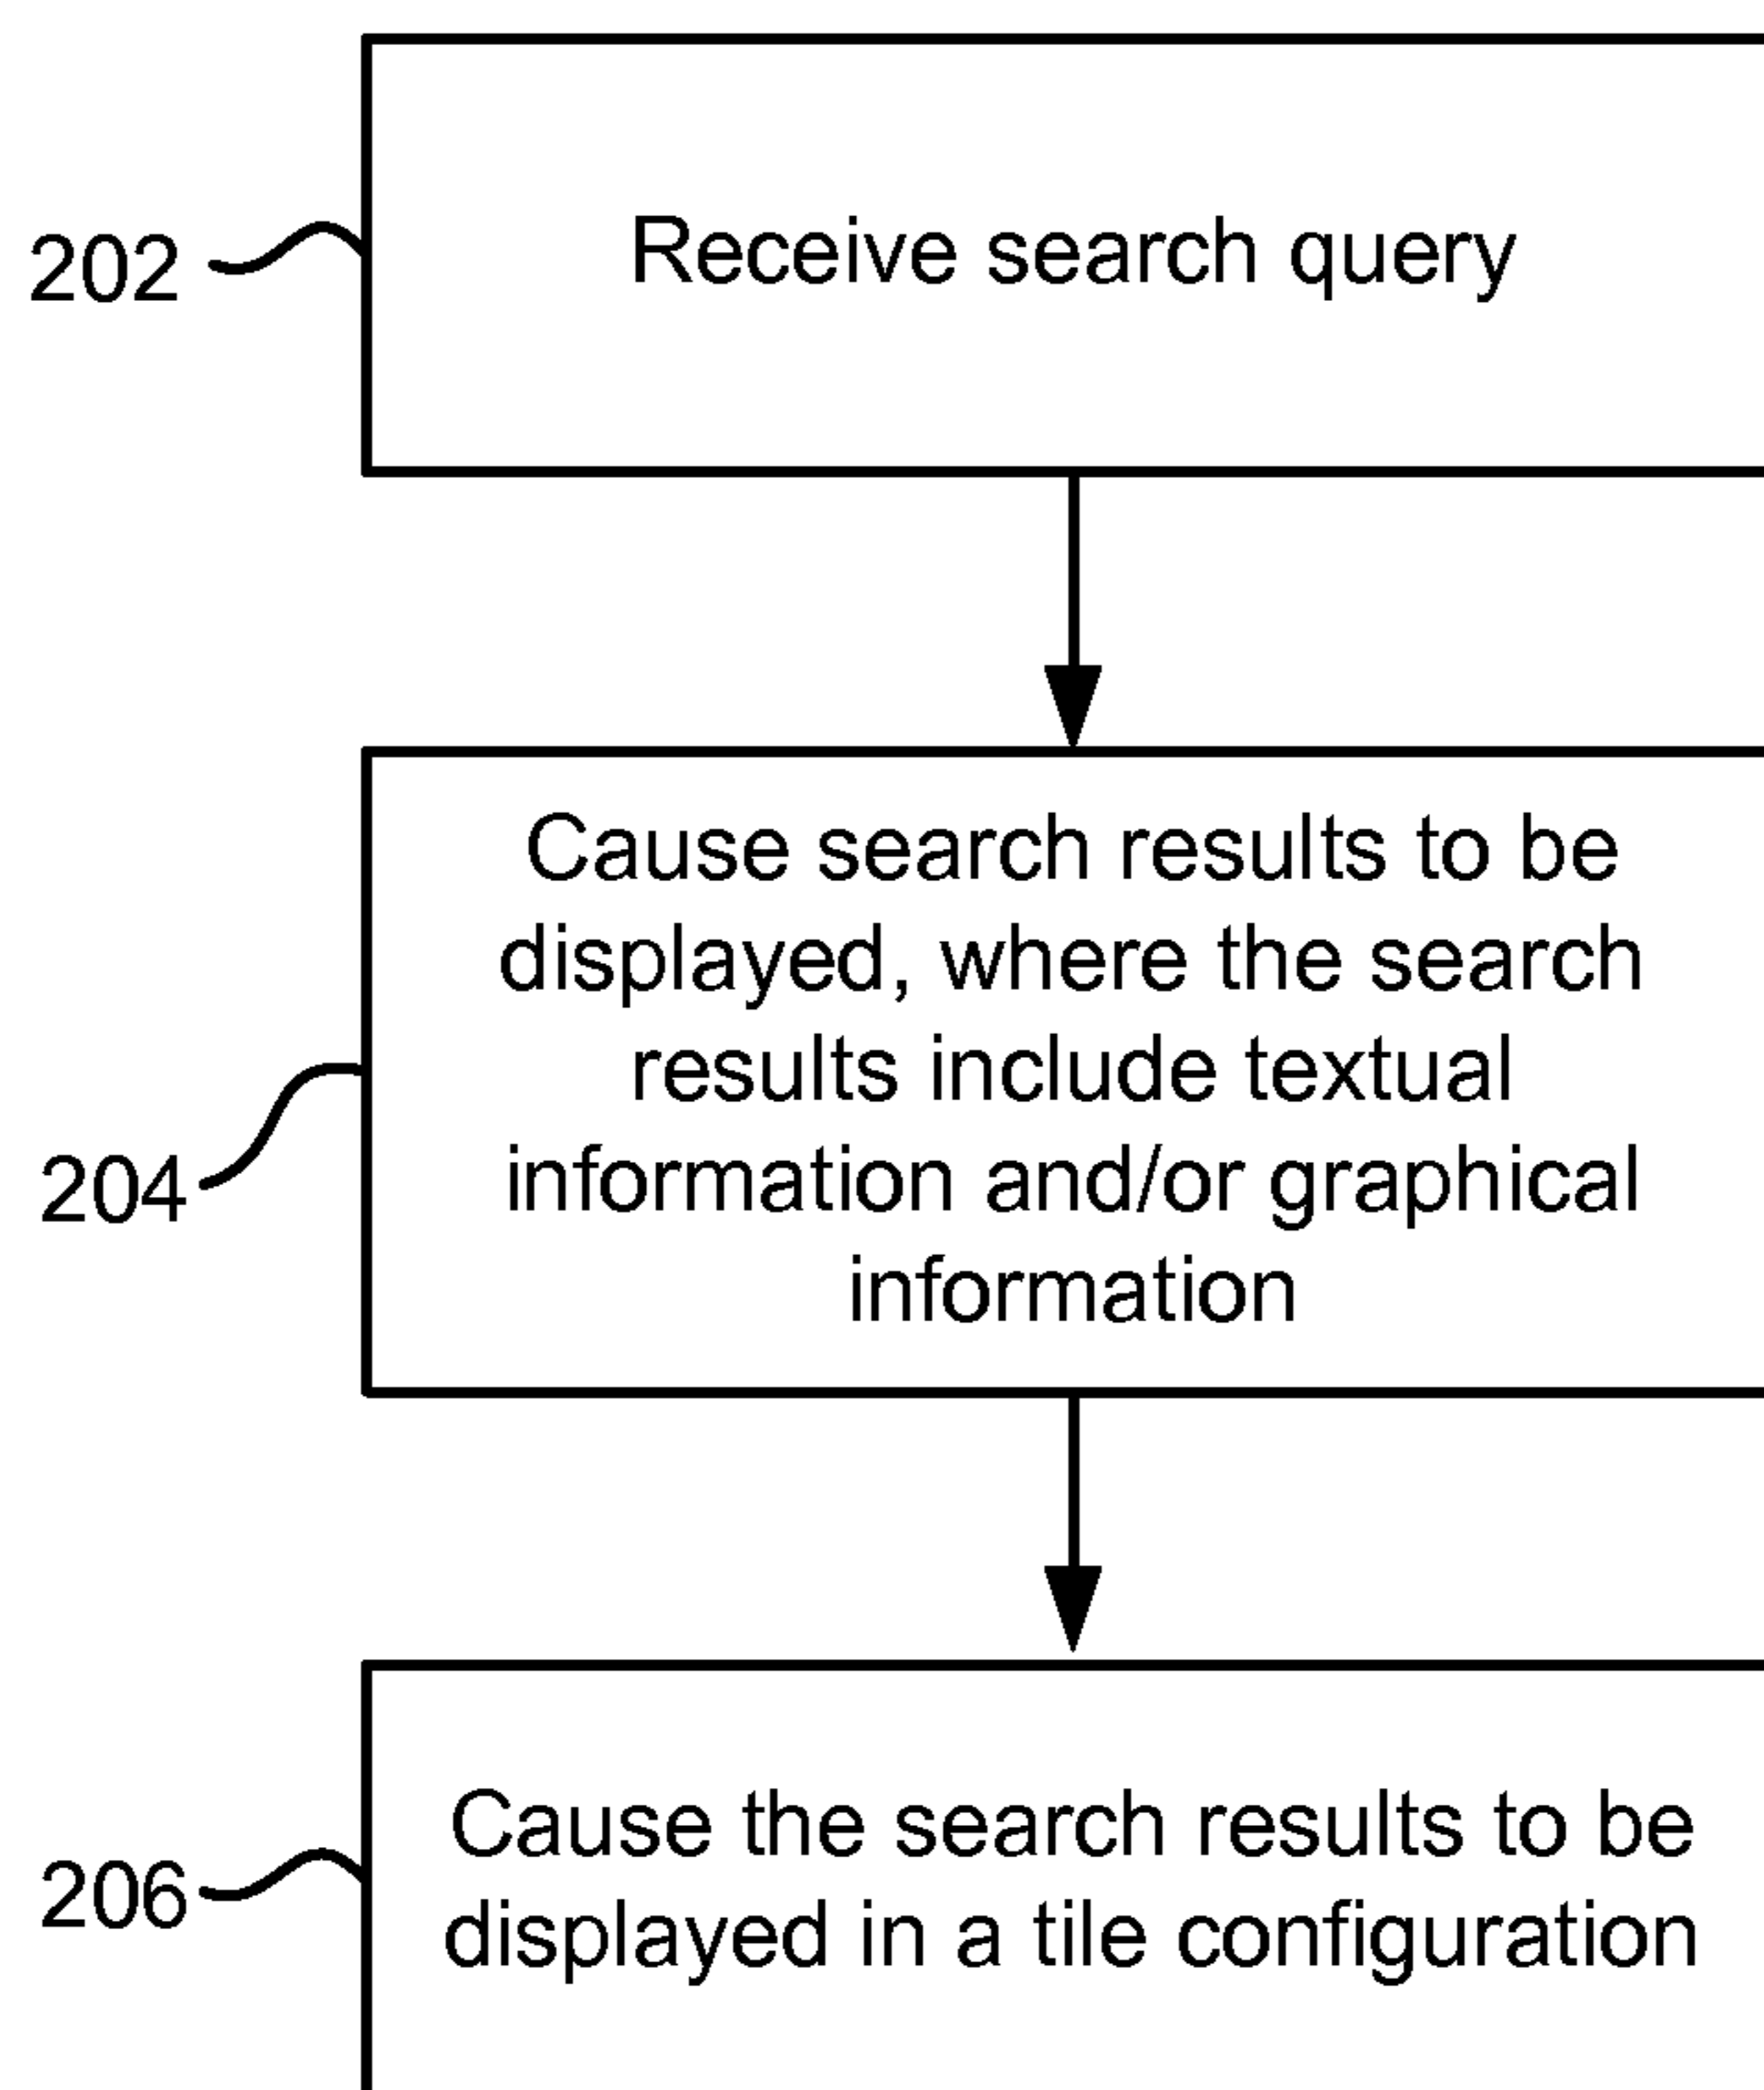 202
Receive search query
Cause search results to be
displayed, where the search
results include textual
information and/or graphical
information
204
Cause the search results to be
displayed in a tile configuration
206